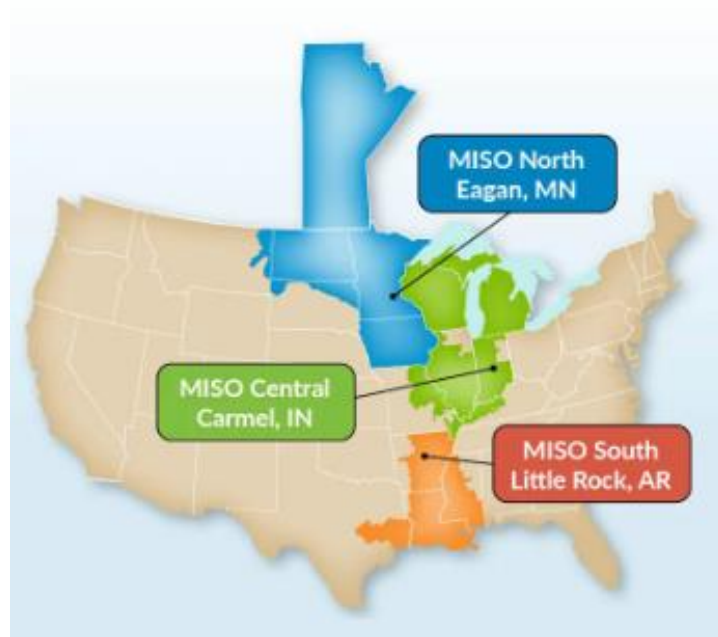 MISO North
Eagan, MN
MISO Central
Carmel, IN
MISO South
Little Rock, AR